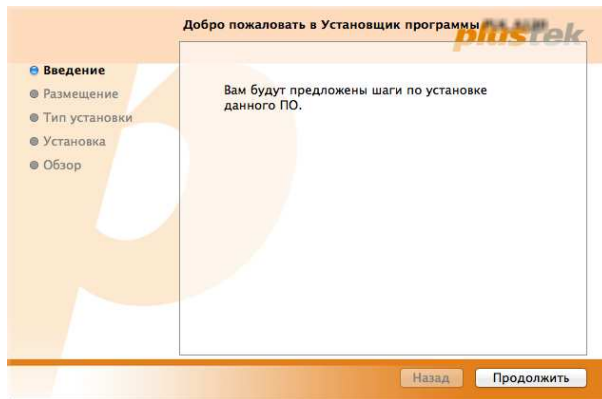 Добро пожаловать в Установщик программы
plustek
Введение
Размещение
Тип установки
Установка
Обзор
Вам будут предложены шаги по установке
данного ПО.
Назад
Продолжить